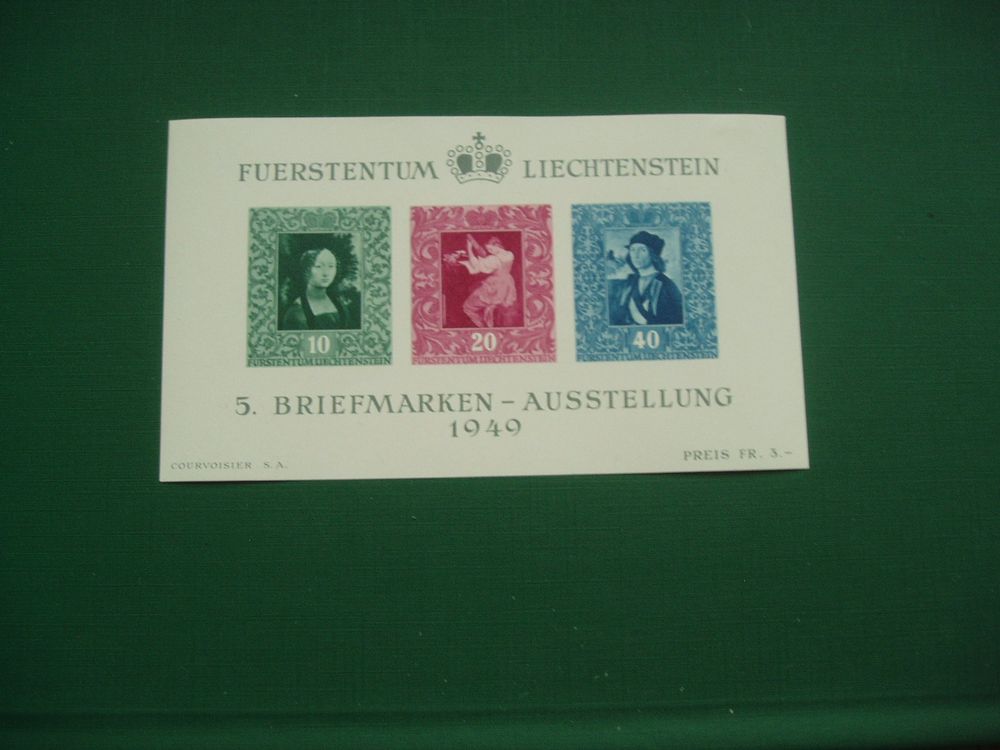 FUERSTENTUM LIECHTENSTEIN
10
FUERSTENTUM LIECHTENSTEIN
20
FUERSTENTUM LIECHTENSTEIN
40
FUERSTENTUM LIECHTENSTEIN
5. BRIEFMARKEN – AUSSTELLUNG
1949
COURVOISIER S.A.
PREIS FR. 3.–